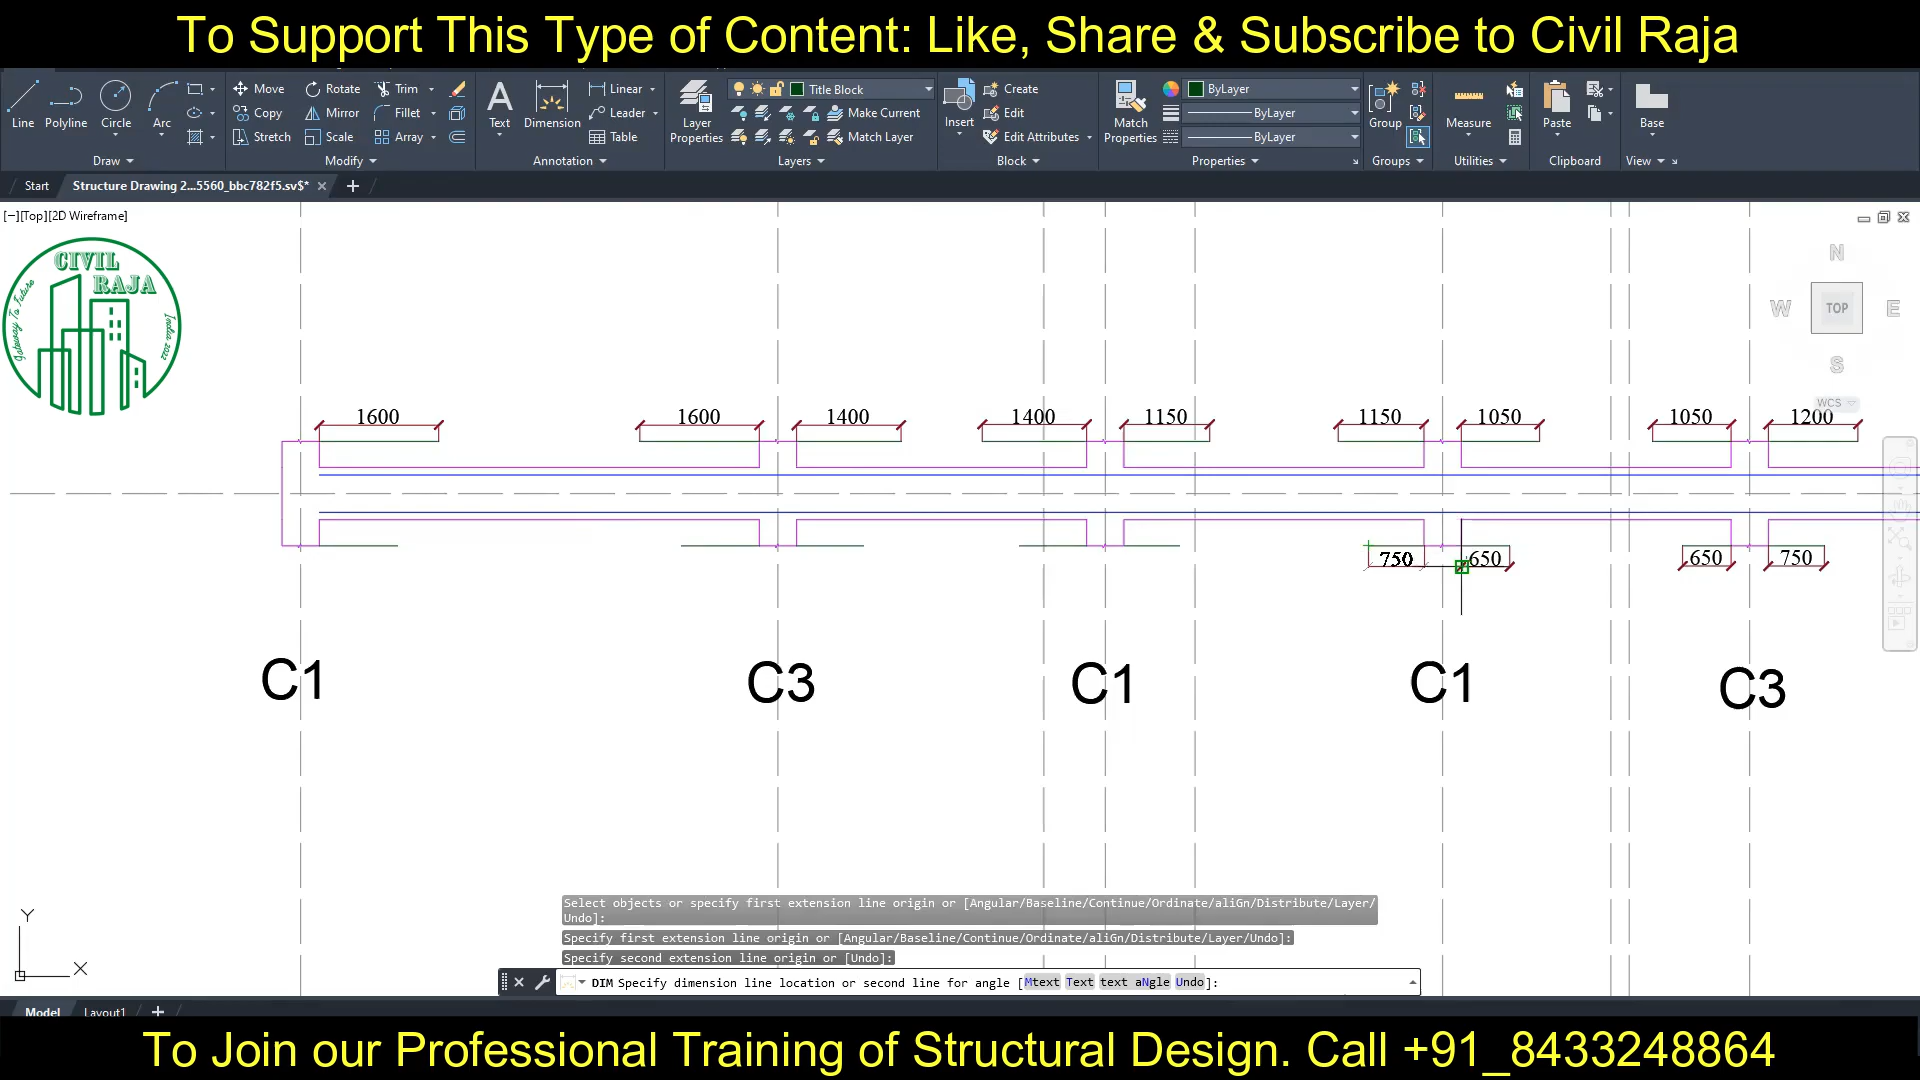 To Support This Type of Content: Like, Share & Subscribe to Civil Raja
Line Polyline Circle Arc
Move Rotate Trim
Copy Mirror Fillet
Stretch Scale Array
Text Dimension
Linear
Leader
Table
Layer Properties
Title Block
Make Current
Match Layer
Insert
Create
Edit
Edit Attributes
Match Properties
ByLayer
ByLayer
ByLayer
Group
Measure
Paste
Base
Draw Modify Annotation Layers Block Properties Groups Utilities Clipboard View
Start Structure Drawing 2...5560_bbc782f5.sv$*
[−][Top][2D Wireframe]
CIVIL
RAJA
Gateway To Future
India 2022
N
W TOP E
S
WCS
1600 1600 1400 1400 1150 1150 1050 1050 1200
750 650 650 750
C1 C3 C1 C1 C3
Y
X
Select objects or specify first extension line origin or [Angular/Baseline/Continue/Ordinate/aliGn/Distribute/Layer/
Undo]:
Specify first extension line origin or [Angular/Baseline/Continue/Ordinate/aliGn/Distribute/Layer/Undo]:
Specify second extension line origin or [Undo]:
DIM Specify dimension line location or second line for angle [Mtext Text text aNgle Undo]:
Model Layout1
To Join our Professional Training of Structural Design. Call +91_8433248864